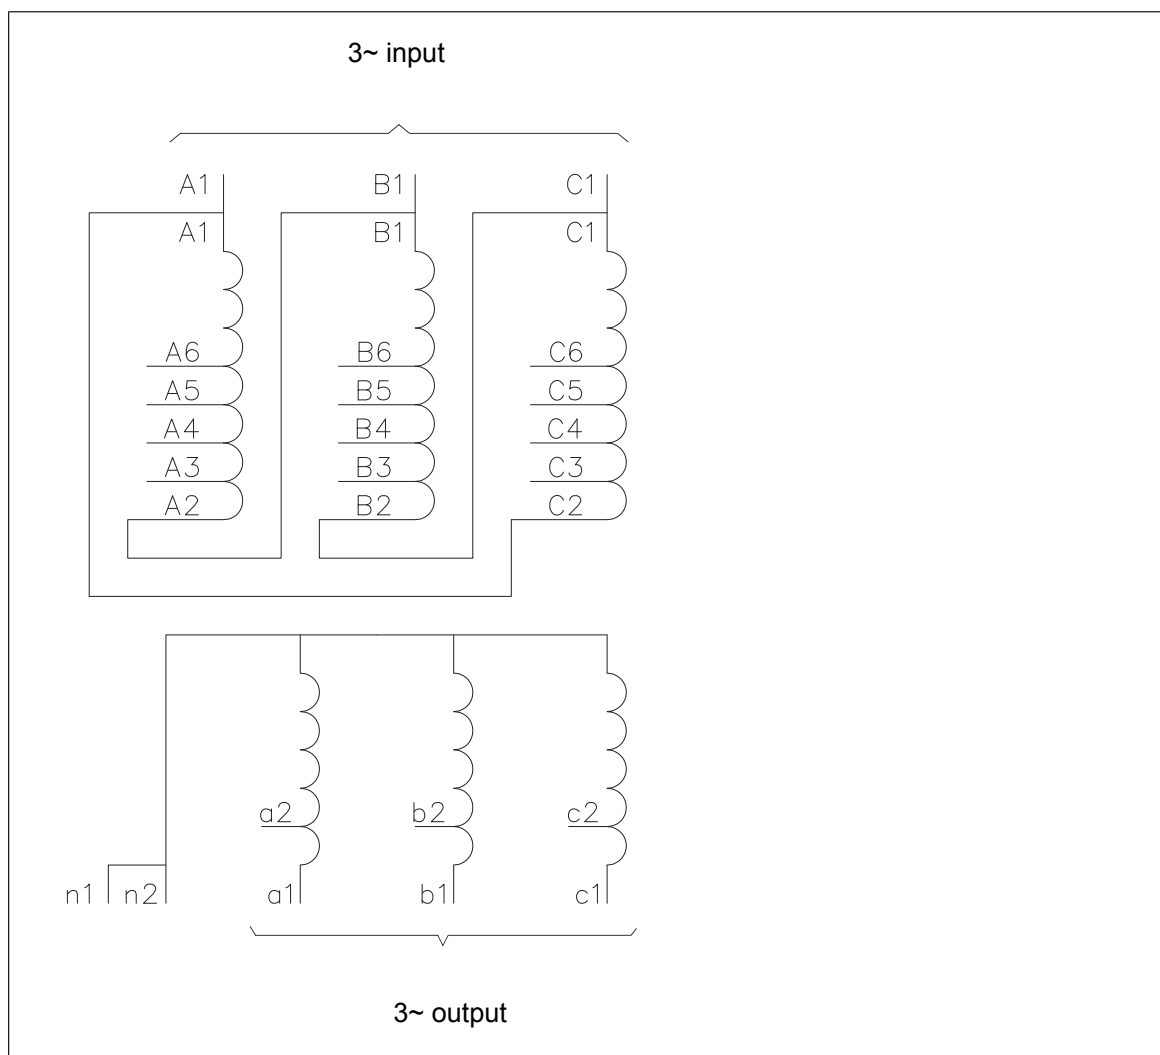 3~ input
A1 B1 C1
A1 B1 C1
A6 B6 C6
A5 B5 C5
A4 B4 C4
A3 B3 C3
A2 B2 C2
a2 b2 c2
n1 n2 a1 b1 c1
3~ output